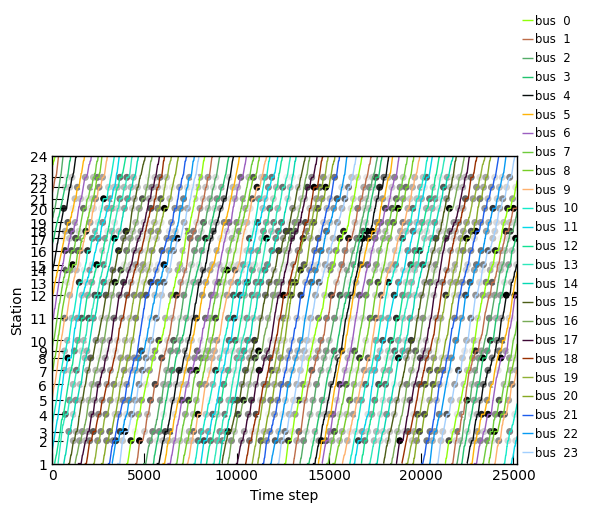 bus 0
bus 1
bus 2
bus 3
bus 4
bus 5
bus 6
bus 7
bus 8
bus 9
bus 10
bus 11
bus 12
bus 13
bus 14
bus 15
bus 16
bus 17
bus 18
bus 19
bus 20
bus 21
bus 22
bus 23
24
23
22
21
20
19
18
17
16
15
14
13
12
11
10
9
8
7
6
5
4
3
2
1
Station
0 5000 10000 15000 20000 25000
Time step